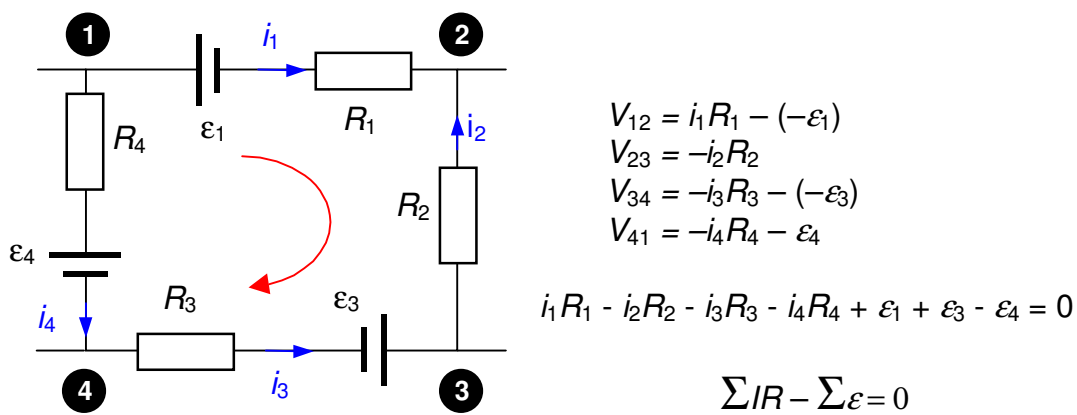 1 2
i₁
ε₁ R₁
R₄ i₂
R₂
ε₄
R₃ ε₃
i₄
i₃
4 3
V₁₂ = i₁R₁ – (–ε₁)
V₂₃ = –i₂R₂
V₃₄ = –i₃R₃ – (–ε₃)
V₄₁ = –i₄R₄ – ε₄
i₁R₁ - i₂R₂ - i₃R₃ - i₄R₄ + ε₁ + ε₃ - ε₄ = 0
∑IR – ∑ε = 0